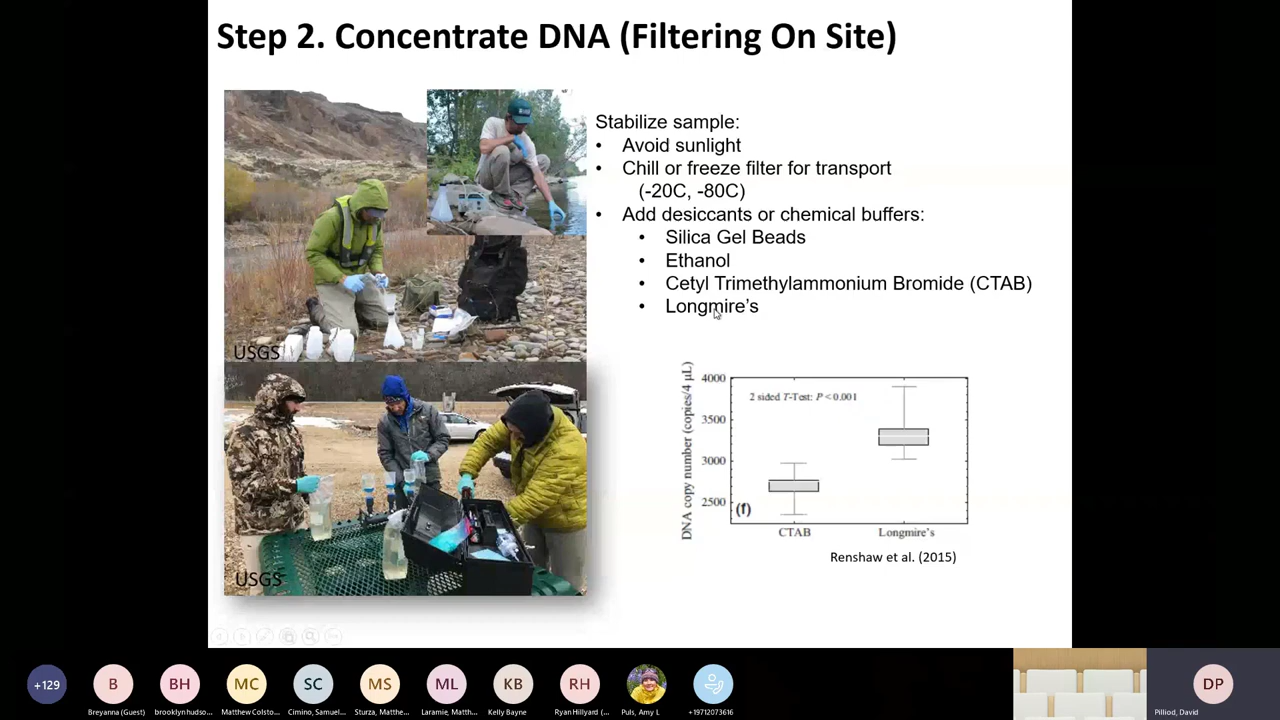 Step 2. Concentrate DNA (Filtering On Site)
Stabilize sample:
• Avoid sunlight
• Chill or freeze filter for transport
(-20C, -80C)
• Add desiccants or chemical buffers:
• Silica Gel Beads
• Ethanol
• Cetyl Trimethylammonium Bromide (CTAB)
• Longmire's
USGS
USGS
DNA copy number (copies/4 μL)
4000
3500
3000
2500
2 sided T-Test: P < 0.001
(f)
CTAB
Longmire's
Renshaw et al. (2015)
+129
B
BH
MC
SC
MS
ML
KB
RH
DP
Breyanna (Guest)
brooklyn hudso...
Matthew Colsto...
Cimino, Samuel...
Sturza, Matthe...
Laramie, Matth...
Kelly Bayne
Ryan Hillyard (...
Puls, Amy L
+19712073616
Pilliod, David